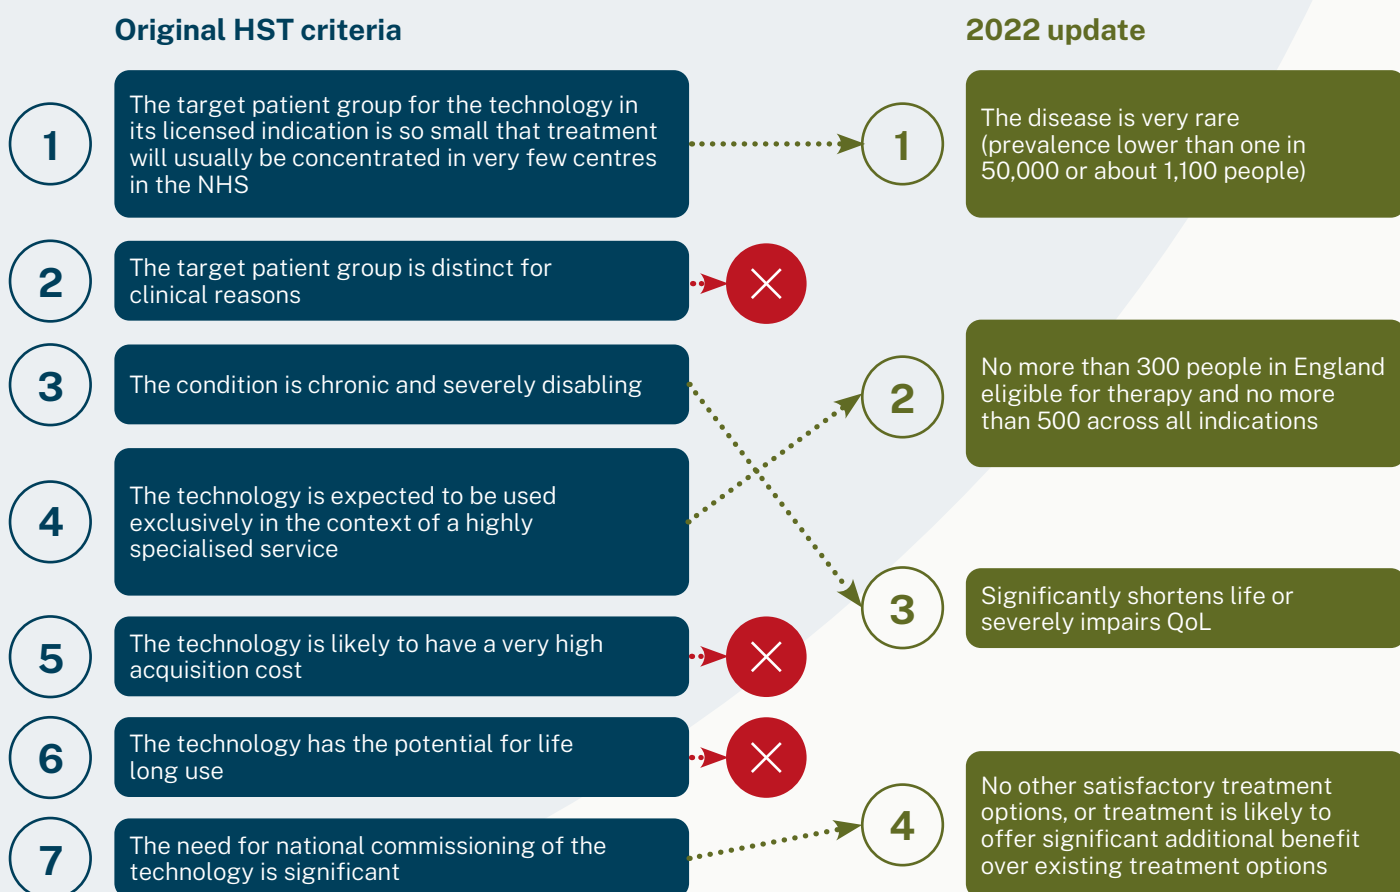 Original HST criteria
2022 update
1
The target patient group for the technology in
its licensed indication is so small that treatment
will usually be concentrated in very few centres
in the NHS
1
The disease is very rare
(prevalence lower than one in
50,000 or about 1,100 people)
2
The target patient group is distinct for
clinical reasons
3
The condition is chronic and severely disabling
2
No more than 300 people in England
eligible for therapy and no more
than 500 across all indications
4
The technology is expected to be used
exclusively in the context of a highly
specialised service
3
Significantly shortens life or
severely impairs QoL
5
The technology is likely to have a very high
acquisition cost
6
The technology has the potential for life
long use
4
No other satisfactory treatment
options, or treatment is likely to
offer significant additional benefit
over existing treatment options
7
The need for national commissioning of the
technology is significant